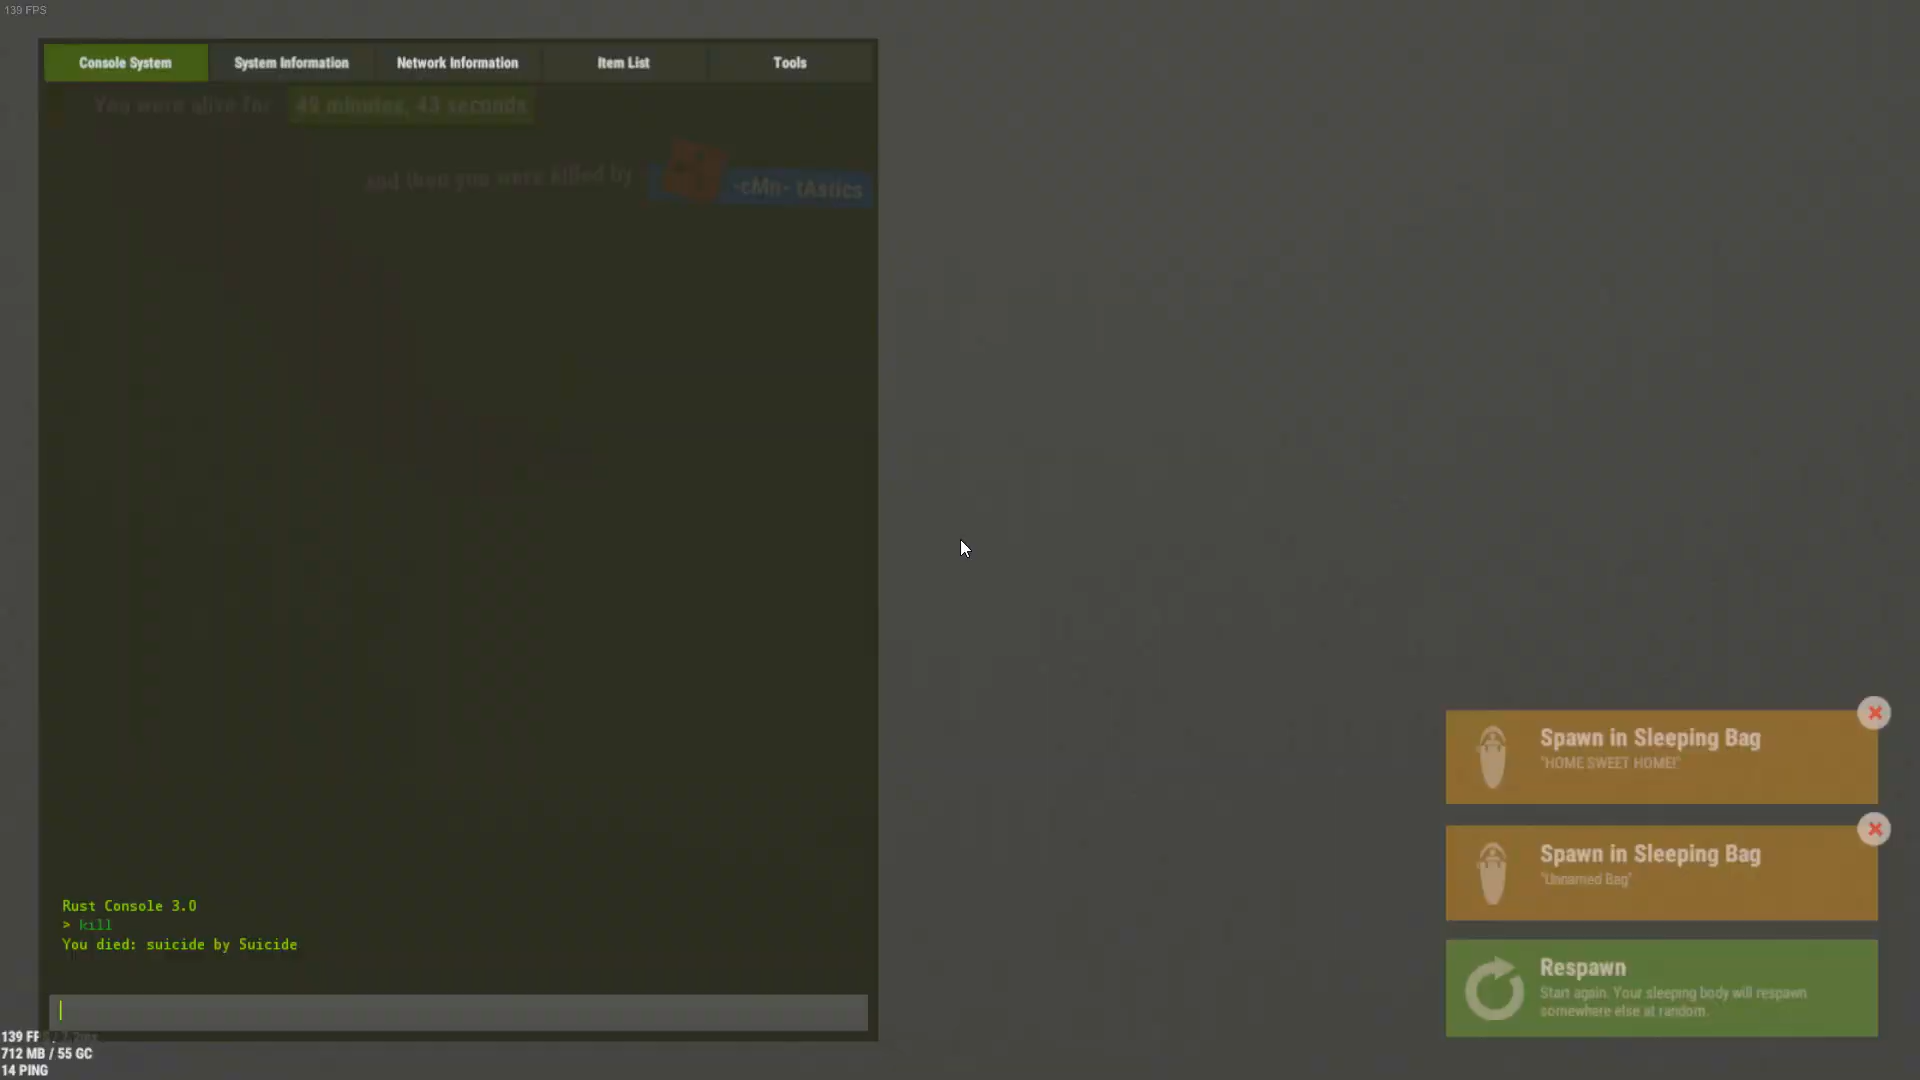 139 FPS
Console System
System Information
Network Information
Item List
Tools
You were alive for 49 minutes, 43 seconds
and then you were killed by -cMn- tAstics
Spawn in Sleeping Bag
"HOME SWEET HOME!"
Spawn in Sleeping Bag
"Unnamed Bag"
Rust Console 3.0
> kill
You died: suicide by Suicide
Respawn
Start again. Your sleeping body will respawn
somewhere else at random.
139 FP
712 MB / 55 GC
14 PING